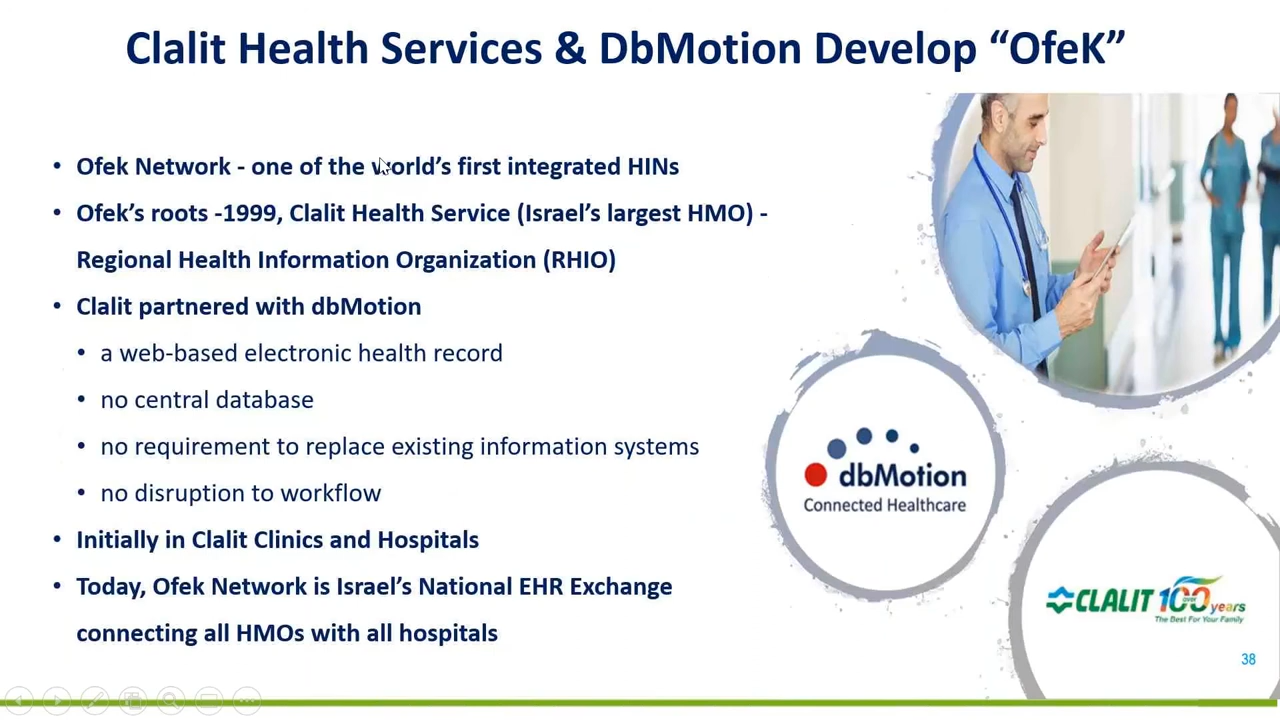 Clalit Health Services & DbMotion Develop “OfeK”
• Ofek Network - one of the world’s first integrated HINs
• Ofek’s roots -1999, Clalit Health Service (Israel’s largest HMO) -
Regional Health Information Organization (RHIO)
• Clalit partnered with dbMotion
• a web-based electronic health record
• no central database
• no requirement to replace existing information systems
• no disruption to workflow
• Initially in Clalit Clinics and Hospitals
• Today, Ofek Network is Israel’s National EHR Exchange
connecting all HMOs with all hospitals
dbMotion
Connected Healthcare
CLALIT 100 over years
The Best For Your Family
38